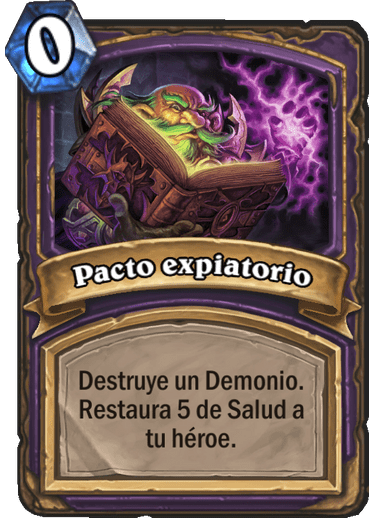 0
Pacto expiatorio
Destruye un Demonio.
Restaura 5 de Salud a
tu héroe.